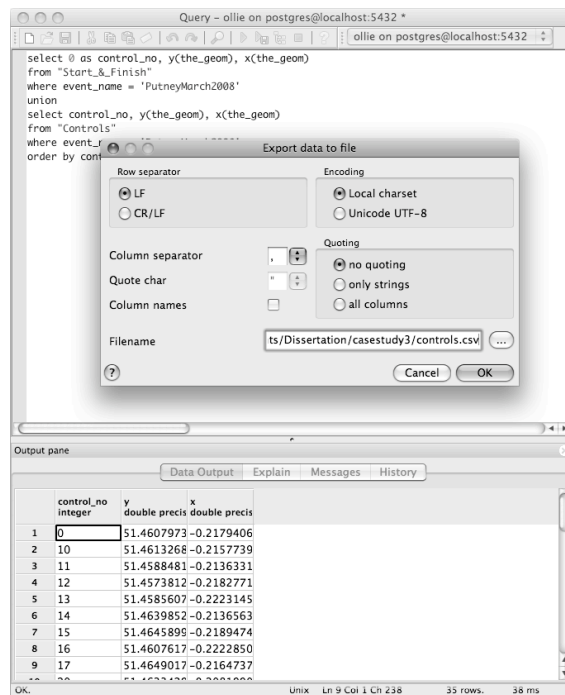 Query - ollie on postgres@localhost:5432 *
ollie on postgres@localhost:5432
select 0 as control_no, y(the_geom), x(the_geom)
from "Start_&_Finish"
where event_name = 'PutneyMarch2008'
union
select control_no, y(the_geom), x(the_geom)
from "Controls"
where event_
order by con
Export data to file
Row separator
LF
CR/LF
Encoding
Local charset
Unicode UTF-8
Column separator ,
Quote char "
Column names
Quoting
no quoting
only strings
all columns
Filename ts/Dissertation/casestudy3/controls.csv ...
? Cancel OK
Output pane
Data Output Explain Messages History
control_no integer y double precis x double precis
1 0 51.4607973 -0.2179406
2 10 51.4613268 -0.2157739
3 11 51.4588481 -0.2136331
4 12 51.4573812 -0.2182771
5 13 51.4585607 -0.2223145
6 14 51.4639852 -0.2136563
7 15 51.4645899 -0.2189474
8 16 51.4607617 -0.2222850
9 17 51.4649017 -0.2164737
OK. Unix Ln 9 Col 1 Ch 238 35 rows. 38 ms